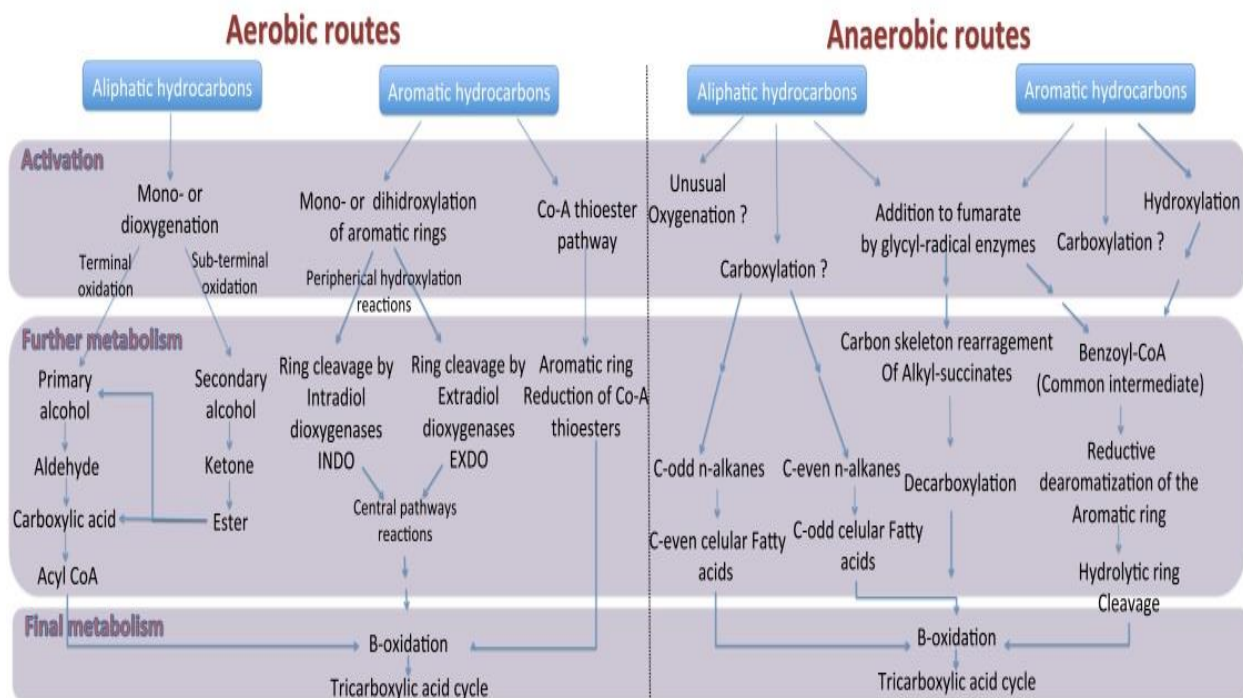 Aerobic routes
Anaerobic routes
Aliphatic hydrocarbons
Aromatic hydrocarbons
Aliphatic hydrocarbons
Aromatic hydrocarbons
Activation
Mono- or
dioxygenation
Terminal
oxidation
Sub-terminal
oxidation
Mono- or dihidroxylation
of aromatic rings
Peripherical hydroxylation
reactions
Co-A thioester
pathway
Unusual
Oxygenation ?
Carboxylation ?
Addition to fumarate
by glycyl-radical enzymes
Carboxylation ?
Hydroxylation
Further metabolism
Primary
alcohol
Aldehyde
Carboxylic acid
Acyl CoA
Secondary
alcohol
Ketone
Ester
Ring cleavage by
Intradiol
dioxygenases
INDO
Ring cleavage by
Extradiol
dioxygenases
EXDO
Central pathways
reactions
Aromatic ring
Reduction of Co-A
thioesters
C-odd n-alkanes
C-even celular Fatty
acids
C-even n-alkanes
C-odd celular Fatty
acids
Carbon skeleton rearragement
Of Alkyl-succinates
Decarboxylation
Benzoyl-CoA
(Common intermediate)
Reductive
dearomatization of the
Aromatic ring
Hydrolytic ring
Cleavage
Final metabolism
B-oxidation
Tricarboxylic acid cycle
B-oxidation
Tricarboxylic acid cycle